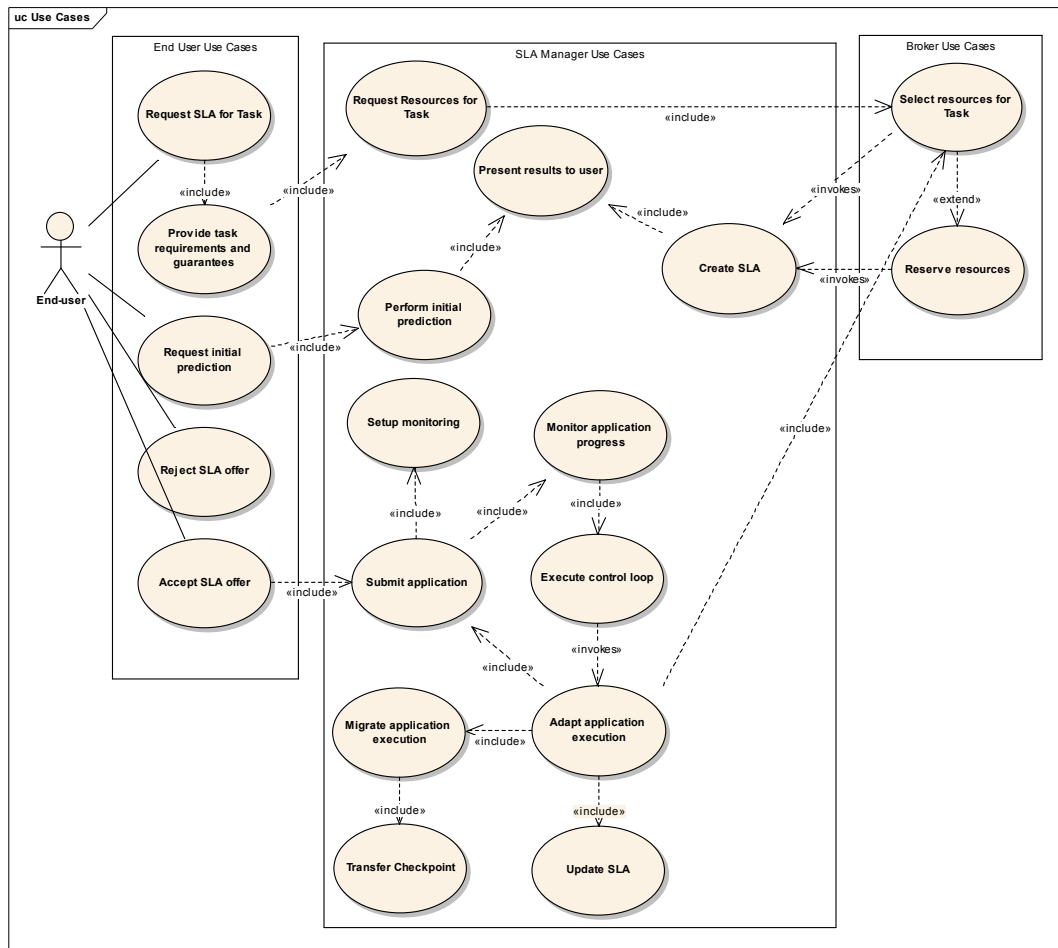 uc Use Cases
End User Use Cases
SLA Manager Use Cases
Broker Use Cases
Request SLA for Task
Request Resources for
Task
Select resources for
Task
«include»
Present results to user
«include»
«include»
«invokes»
«extend»
Provide task
requirements and
guarantees
«include»
«include»
Create SLA
«invokes»
Reserve resources
End-user
Perform initial
prediction
Request initial
prediction
«include»
Setup monitoring
Monitor application
progress
«include»
Reject SLA offer
«include»
«include»
«include»
Accept SLA offer
«include»
Submit application
Execute control loop
«invokes»
«include»
Migrate application
execution
«include»
Adapt application
execution
«include»
«include»
Transfer Checkpoint
Update SLA